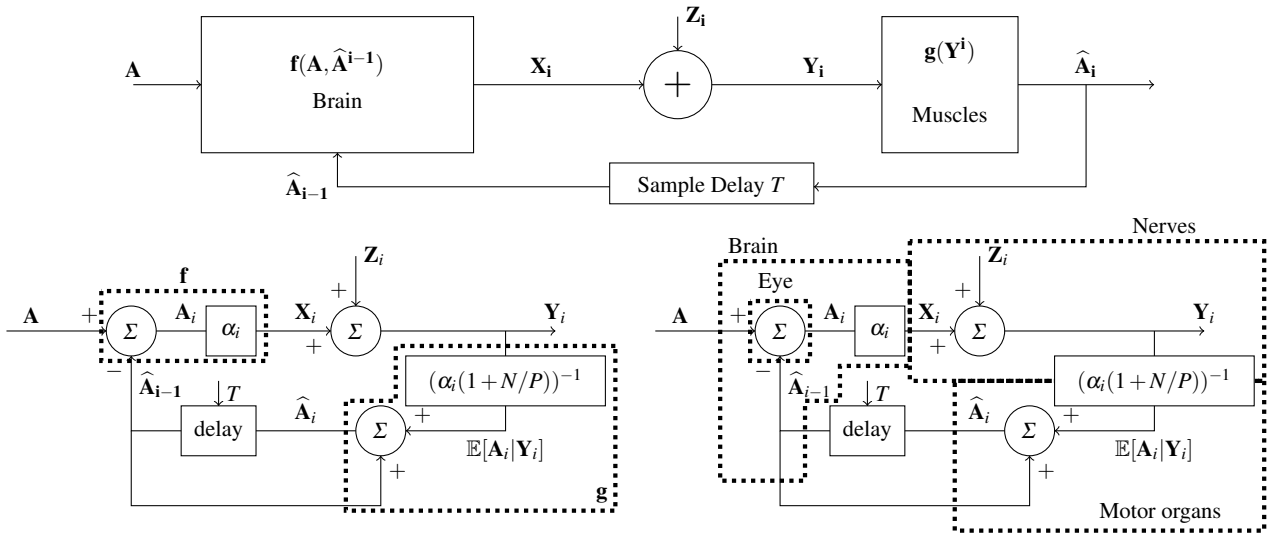 Z_i
f(A, Â^{i−1})
Brain
A
X_i
+
Y_i
g(Y^i)
Muscles
Â_i
Â_{i−1}
Sample Delay T
f
Z_i
A
+
Σ
A_i
α_i
X_i
+
+
Σ
Y_i
−
Â_{i−1}
T
delay
Â_i
(α_i(1+N/P))^{−1}
Σ
+
+
E[A_i|Y_i]
g
Nerves
Brain
Eye
Z_i
A
+
Σ
A_i
α_i
X_i
+
+
Σ
Y_i
−
Â_{i−1}
T
delay
Â_i
(α_i(1+N/P))^{−1}
Σ
+
+
𝔼[A_i|Y_i]
Motor organs